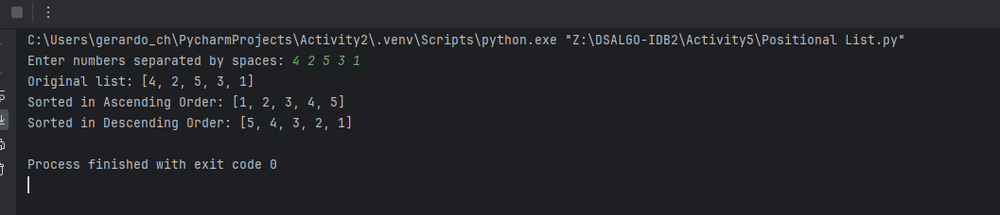 C:\Users\gerardo_ch\PycharmProjects\Activity2\.venv\Scripts\python.exe "Z:\DSALGO-IDB2\Activity5\Positional List.py"
Enter numbers separated by spaces: 4 2 5 3 1
Original list: [4, 2, 5, 3, 1]
Sorted in Ascending Order: [1, 2, 3, 4, 5]
Sorted in Descending Order: [5, 4, 3, 2, 1]
Process finished with exit code 0